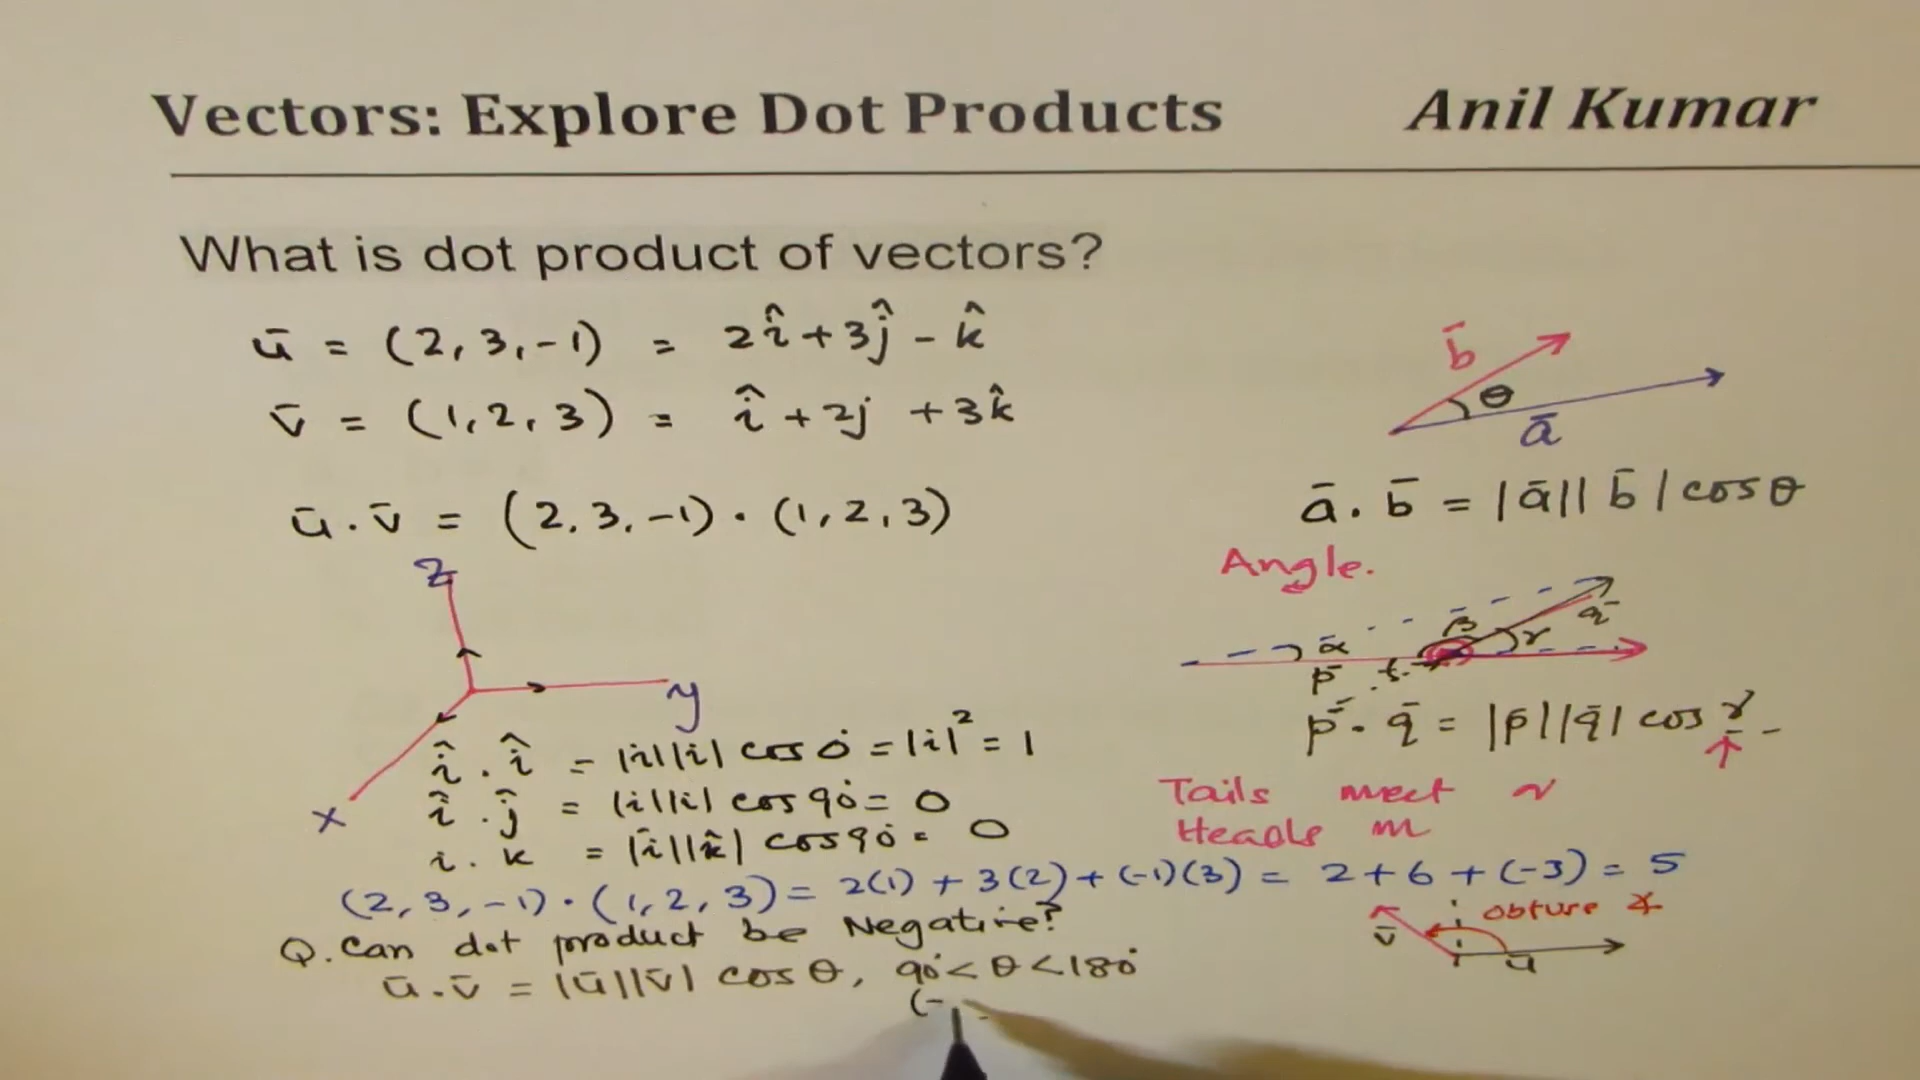 Vectors: Explore Dot Products
Anil Kumar
What is dot product of vectors?
ū = (2, 3, -1) = 2î + 3ĵ - k̂
v̄ = (1, 2, 3) = î + 2j + 3k̂
ū . v̄ = (2, 3, -1) • (1, 2, 3)
z
y
x
î . î = |i||i| cos 0° = |i|² = 1
î . ĵ = |i||i| cos 90° = 0
i . k = |i||k̂| cos 90° = 0
(2, 3, -1) • (1, 2, 3) = 2(1) + 3(2) + (-1)(3) = 2 + 6 + (-3) = 5
Q. Can dot product be Negative?
ū . v̄ = |ū||v̄| cos θ, 90° < θ < 180°
(-
b̄
θ
ā
ā . b̄ = |ā||b̄| cos θ
Angle.
α
β
γ
q̄
p̄
p̄ . q̄ = |p̄||q̄| cos γ
Tails meet
Heads
obtuse ∡
v̄
ū